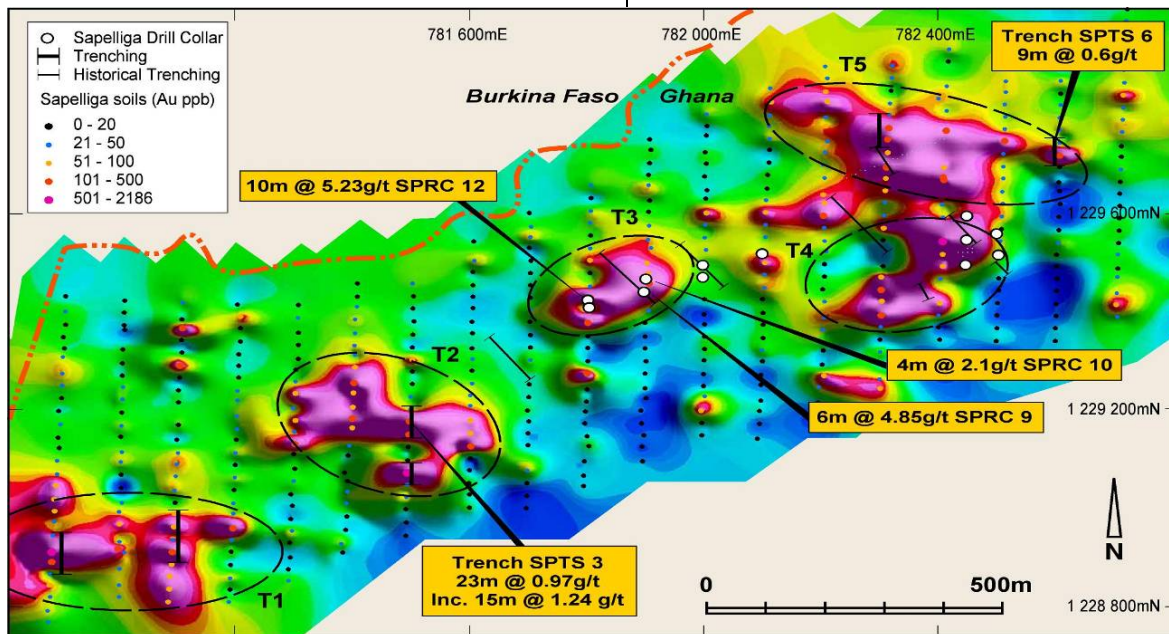 Sapelliga Drill Collar
Trenching
Historical Trenching
Sapelliga soils (Au ppb)
0 - 20
21 - 50
51 - 100
101 - 500
501 - 2186
781 600mE
782 000mE
782 400mE
Trench SPTS 6
9m @ 0.6g/t
T5
Burkina Faso
Ghana
10m @ 5.23g/t SPRC 12
T3
1 229 600mN
T4
T2
4m @ 2.1g/t SPRC 10
6m @ 4.85g/t SPRC 9
1 229 200mN
Trench SPTS 3
23m @ 0.97g/t
Inc. 15m @ 1.24 g/t
T1
N
0
500m
1 228 800mN